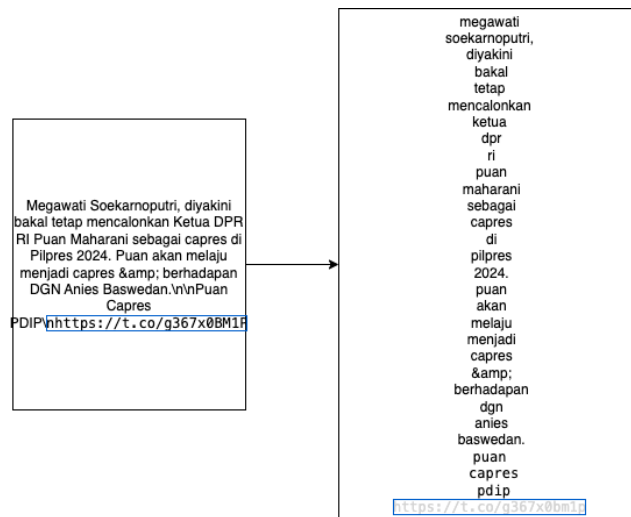 Megawati Soekarnoputri, diyakini
bakal tetap mencalonkan Ketua DPR
RI Puan Maharani sebagai capres di
Pilpres 2024. Puan akan melaju
menjadi capres &amp; berhadapan
DGN Anies Baswedan.\n\nPuan
Capres
PDIP\nhttps://t.co/g367x0BM1P
megawati
soekarnoputri,
diyakini
bakal
tetap
mencalonkan
ketua
dpr
ri
puan
maharani
sebagai
capres
di
pilpres
2024.
puan
akan
melaju
menjadi
capres
&amp;
berhadapan
dgn
anies
baswedan.
puan
capres
pdip
https://t.co/g367x0bm1p